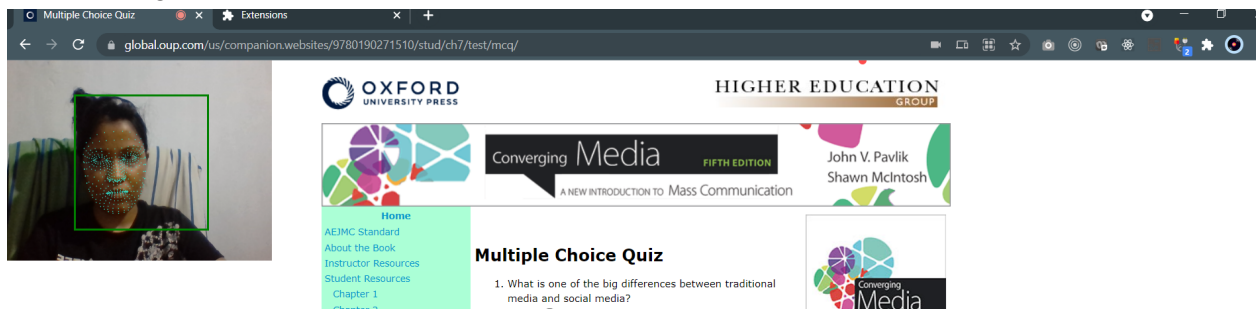 Multiple Choice Quiz
Extensions
global.oup.com/us/companion.websites/9780190271510/stud/ch7/test/mcq/
2
OXFORD
UNIVERSITY PRESS
HIGHER EDUCATION
GROUP
Converging Media FIFTH EDITION
A NEW INTRODUCTION TO Mass Communication
John V. Pavlik
Shawn McIntosh
Home
AEJMC Standard
About the Book
Instructor Resources
Student Resources
Chapter 1
Chapter 2
Multiple Choice Quiz
1. What is one of the big differences between traditional
media and social media?
Converging
Media